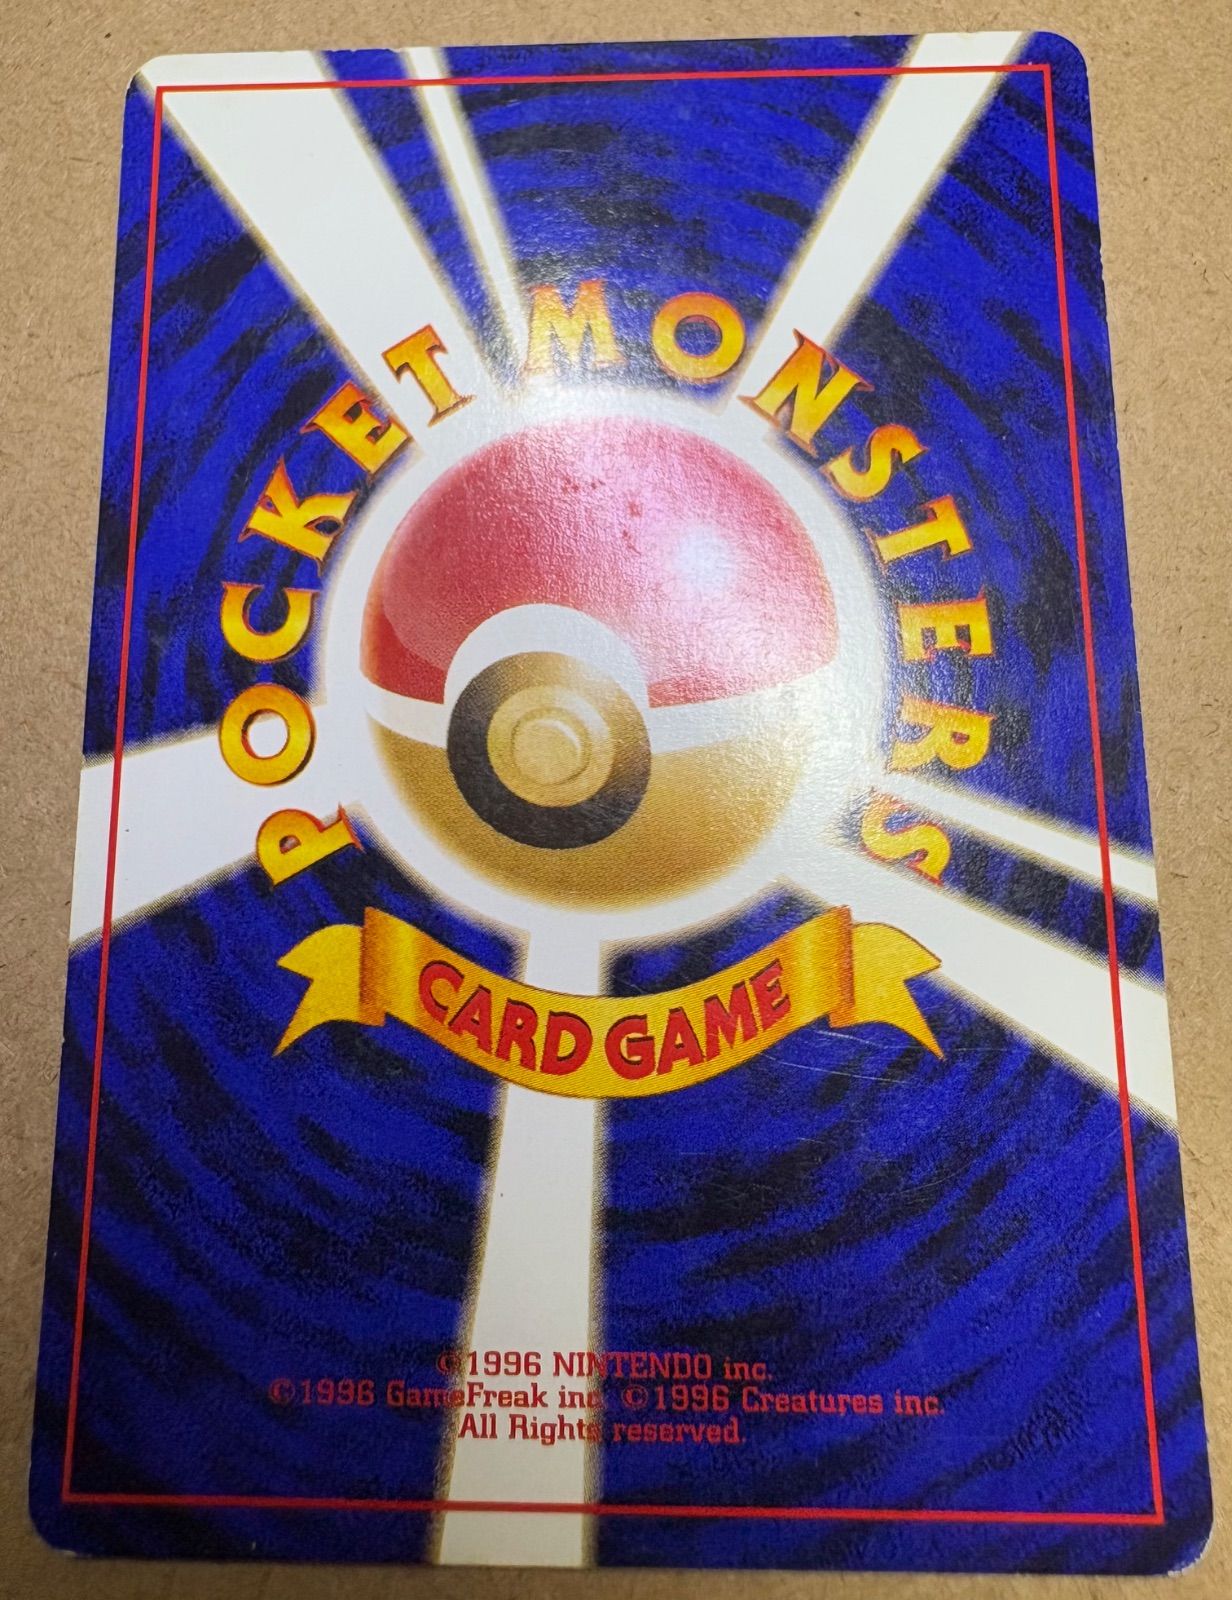 POCKET MONSTERS
CARD GAME
©1996 NINTENDO inc.
©1996 GameFreak inc. ©1996 Creatures inc.
All Rights reserved.